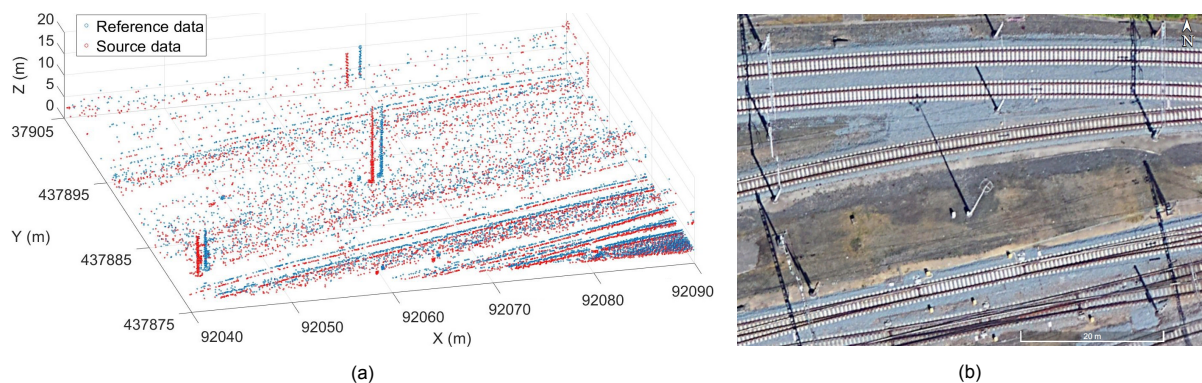 Reference data
Source data
20
15
10
5
0
Z (m)
37905
437895
437885
437875
Y (m)
92040
92050
92060
92070
92080
92090
X (m)
N
20 m
(a)
(b)